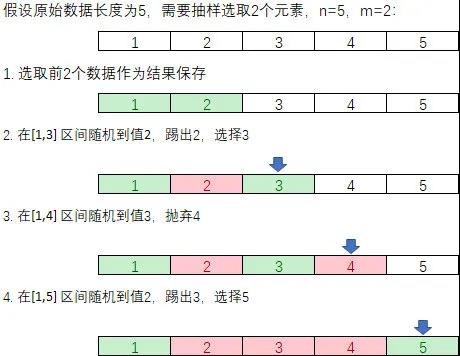 假设原始数据长度为5，需要抽样选取2个元素，n=5，m=2：
1 2 3 4 5
1. 选取前2个数据作为结果保存
1 2 3 4 5
2. 在[1,3] 区间随机到值2，踢出2，选择3
1 2 3 4 5
3. 在[1,4] 区间随机到值3，抛弃4
1 2 3 4 5
4. 在[1,5] 区间随机到值2，踢出3，选择5
1 2 3 4 5